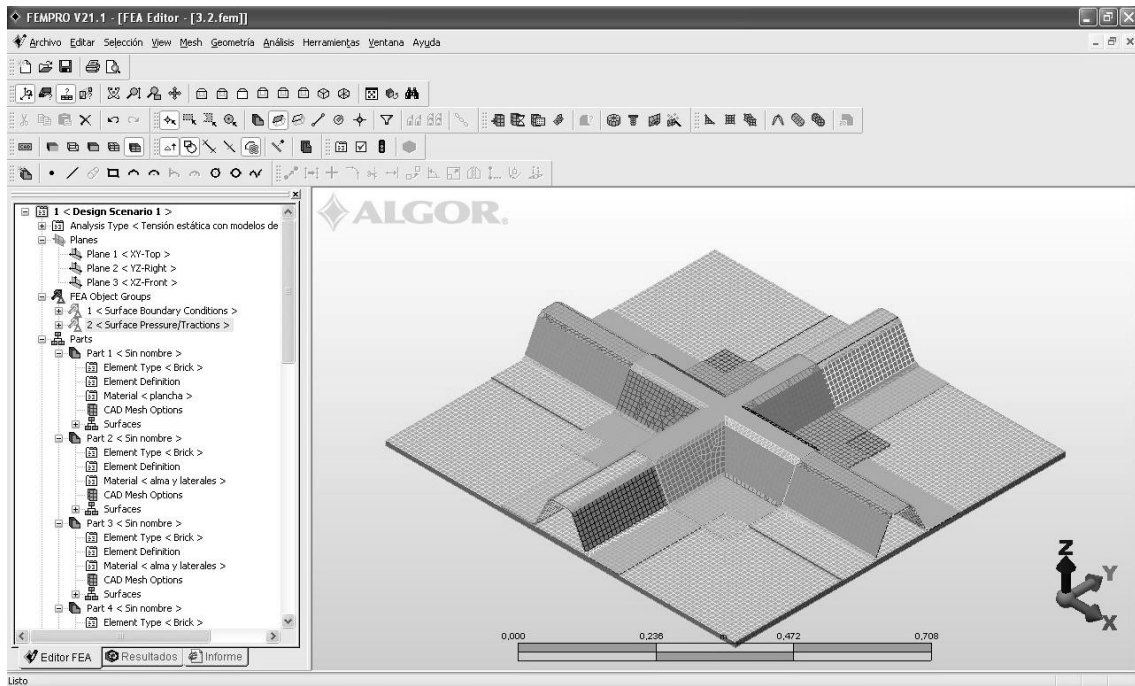 FEMPRO V21.1 - [FEA Editor - [3.2.fem]]
Archivo Editar Selección View Mesh Geometría Análisis Herramientas Ventana Ayuda
1 < Design Scenario 1 >
Analysis Type < Tensión estática con modelos de
Planes
Plane 1 < XY-Top >
Plane 2 < YZ-Right >
Plane 3 < XZ-Front >
FEA Object Groups
1 < Surface Boundary Conditions >
2 < Surface Pressure/Tractions >
Parts
Part 1 < Sin nombre >
Element Type < Brick >
Element Definition
Material < plancha >
CAD Mesh Options
Surfaces
Part 2 < Sin nombre >
Element Type < Brick >
Element Definition
Material < alma y laterales >
CAD Mesh Options
Surfaces
Part 3 < Sin nombre >
Element Type < Brick >
Element Definition
Material < alma y laterales >
CAD Mesh Options
Surfaces
Part 4 < Sin nombre >
Element Type < Brick >
Editor FEA Resultados Informe
Listo
ALGOR.
Z
Y
X
0,000 0,236 m 0,472 0,708